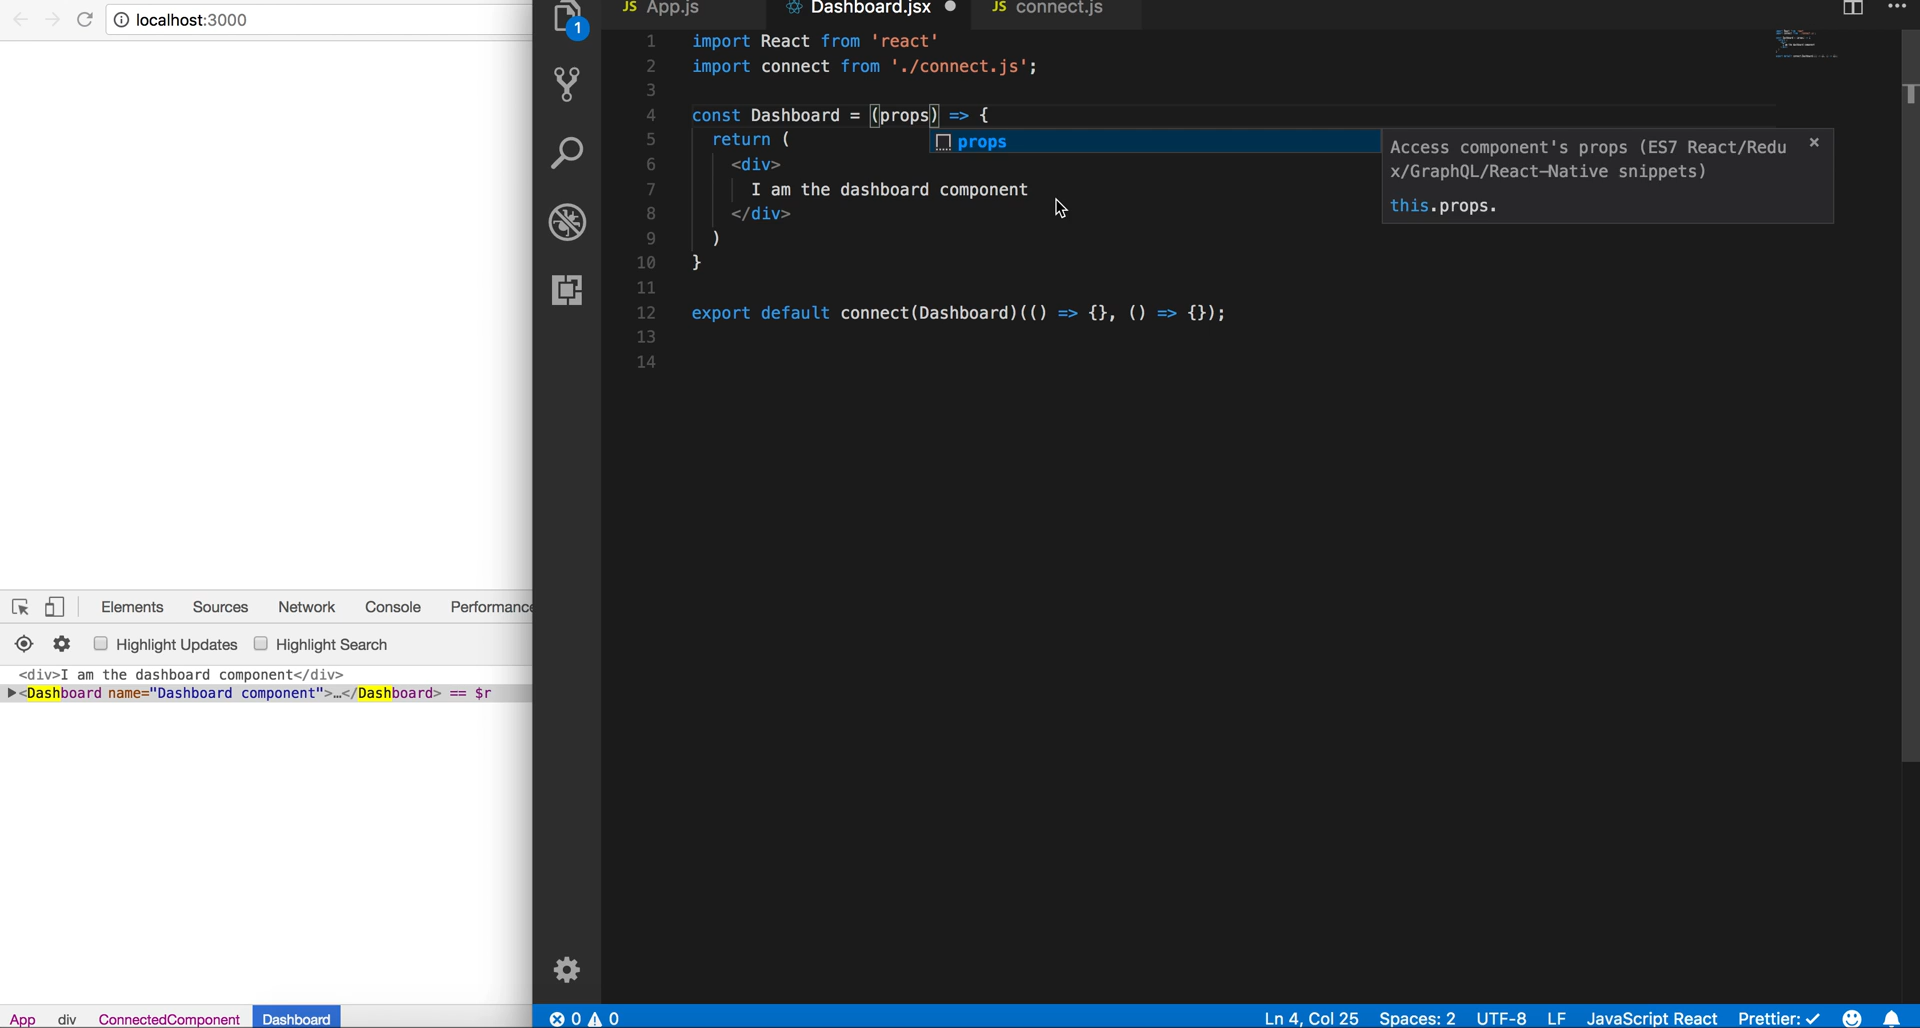 localhost:3000
Elements Sources Network Console Performance
Highlight Updates Highlight Search
<div>I am the dashboard component</div>
▶<Dashboard name="Dashboard component">…</Dashboard> == $r
App div ConnectedComponent Dashboard
1
JS App.js Dashboard.jsx ● JS connect.js
1 import React from 'react'
2 import connect from './connect.js';
3
4 const Dashboard = (props) => {
5 return (
6 <div>
7 I am the dashboard component
8 </div>
9 )
10 }
11
12 export default connect(Dashboard)(() => {}, () => {});
13
14
props
Access component's props (ES7 React/Redu
x/GraphQL/React-Native snippets)
this.props.
0 0 Ln 4, Col 25 Spaces: 2 UTF-8 LF JavaScript React Prettier: ✓